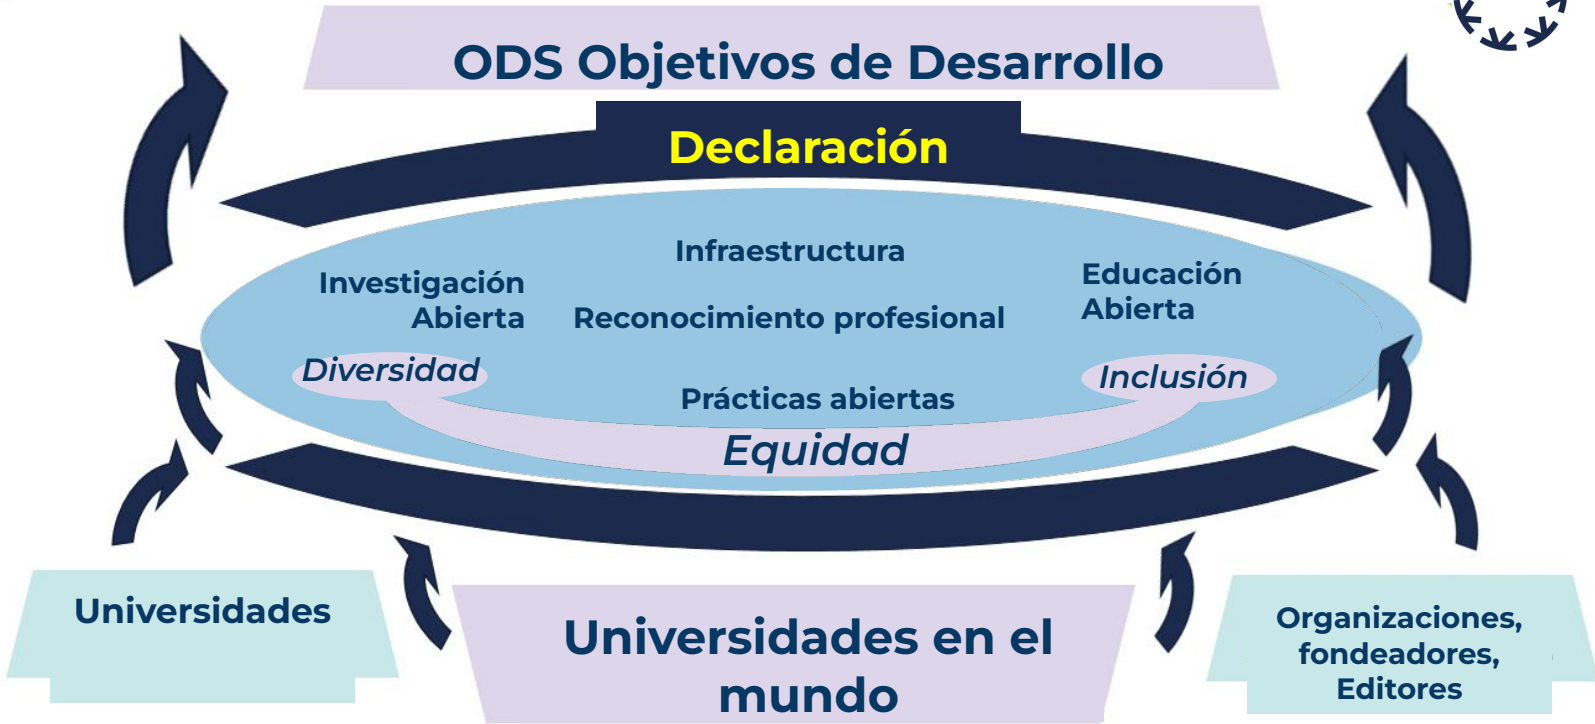 ODS Objetivos de Desarrollo
Declaración
Infraestructura
Investigación
Abierta
Reconocimiento profesional
Educación
Abierta
Diversidad
Inclusión
Prácticas abiertas
Equidad
Universidades
Universidades en el
mundo
Organizaciones,
fondeadores,
Editores